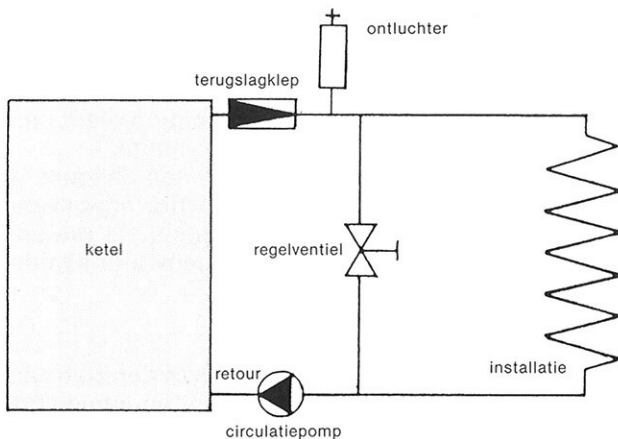 ontluchter
terugslagklep
ketel
regelventiel
installatie
retour
circulatiepomp